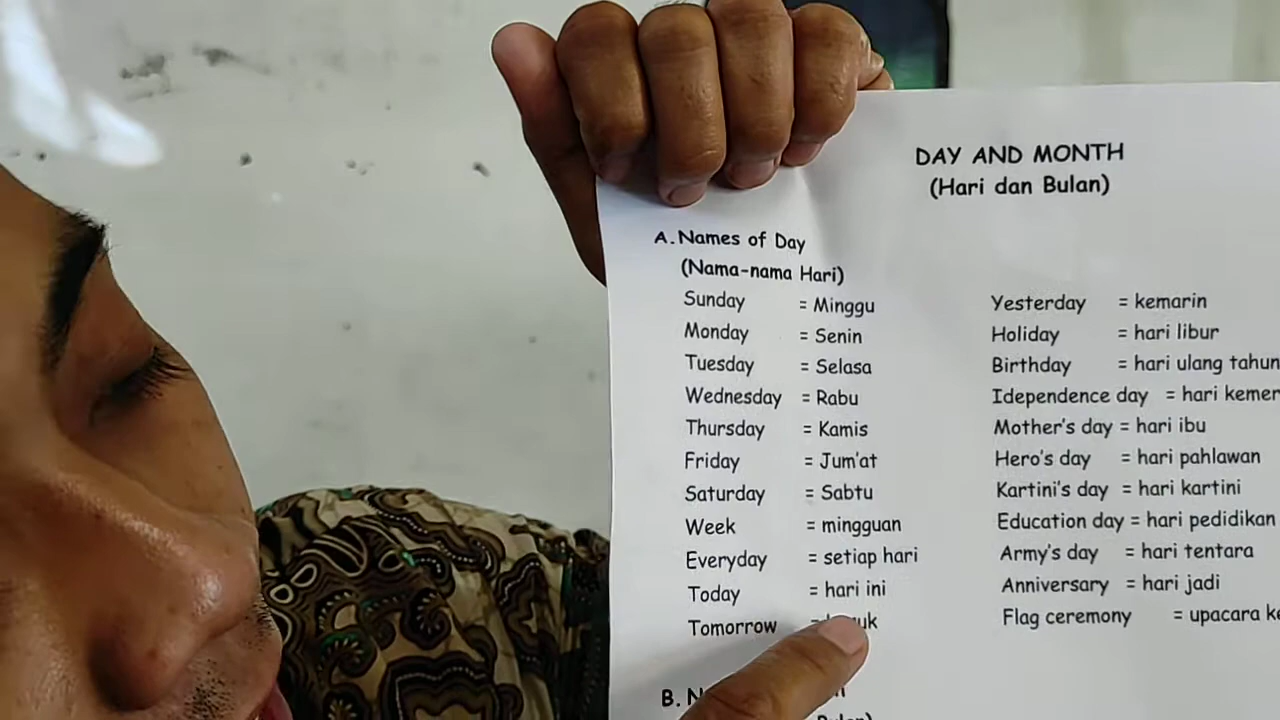 DAY AND MONTH
(Hari dan Bulan)
A. Names of Day
(Nama-nama Hari)
Sunday = Minggu
Monday = Senin
Tuesday = Selasa
Wednesday = Rabu
Thursday = Kamis
Friday = Jum'at
Saturday = Sabtu
Week = mingguan
Everyday = setiap hari
Today = hari ini
Tomorrow =
Yesterday = kemarin
Holiday = hari libur
Birthday = hari ulang tahun
Idependence day = hari
Mother's day = hari ibu
Hero's day = hari pahlawan
Kartini's day = hari kartini
Education day = hari pedidikan
Army's day = hari tentara
Anniversary = hari jadi
Flag ceremony = upacara
B.